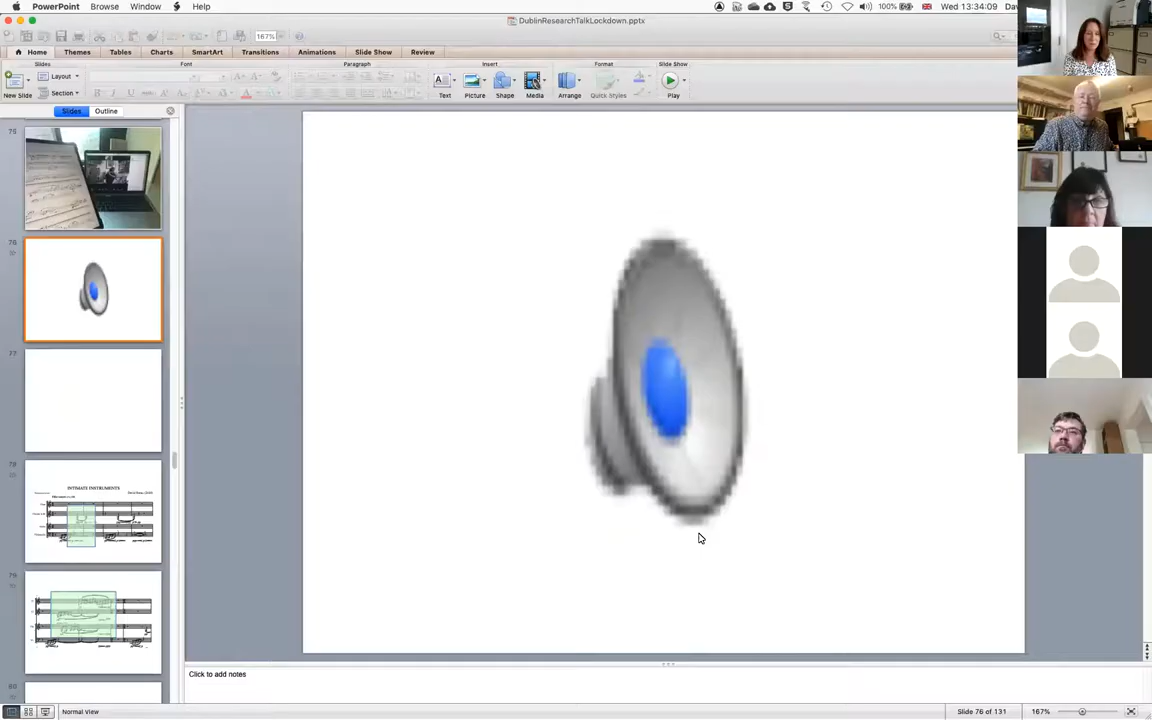 PowerPoint Browse Window Help 100% Wed 13:34:09
DublinResearchTalkLockdown.pptx
167%
Home Themes Tables Charts SmartArt Transitions Animations Slide Show Review
Slides Font Paragraph Insert Format Slide Show
Layout
New Slide Section Text Picture Shape Media Arrange Quick Styles Play
Slides Outline
75
76
77
78
INTIMATE INSTRUMENTS
79
Click to add notes
Normal View Slide 76 of 131 167%